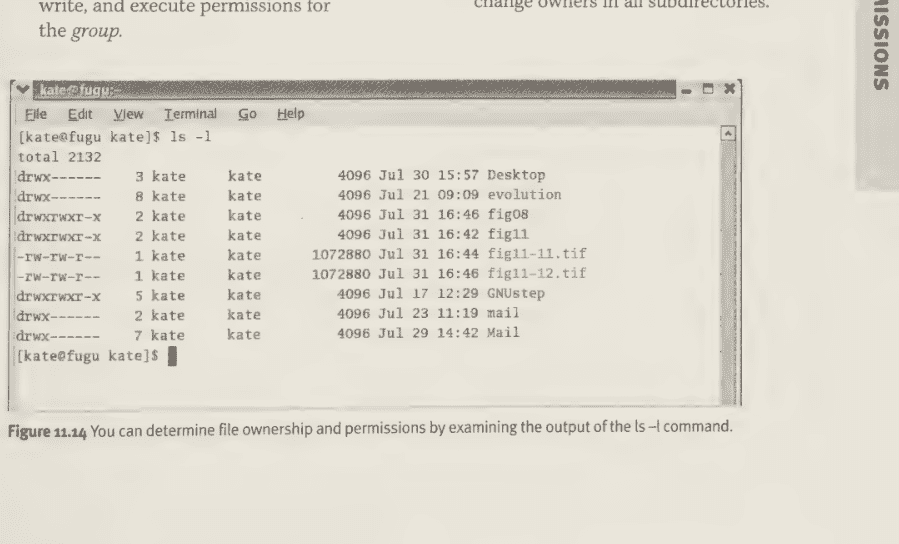 write, and execute permissions for
the group.
change owners in all subdirectories.
MISSIONS
kate@fugu:~
File Edit View Terminal Go Help
[kate@fugu kate]$ ls -l
total 2132
drwx------ 3 kate kate 4096 Jul 30 15:57 Desktop
drwx------ 8 kate kate 4096 Jul 21 09:09 evolution
drwxrwxr-x 2 kate kate 4096 Jul 31 16:46 fig08
drwxrwxr-x 2 kate kate 4096 Jul 31 16:42 fig11
-rw-rw-r-- 1 kate kate 1072880 Jul 31 16:44 fig11-11.tif
-rw-rw-r-- 1 kate kate 1072880 Jul 31 16:46 fig11-12.tif
drwxrwxr-x 5 kate kate 4096 Jul 17 12:29 GNUstep
drwx------ 2 kate kate 4096 Jul 23 11:19 mail
drwx------ 7 kate kate 4096 Jul 29 14:42 Mail
[kate@fugu kate]$
Figure 11.14 You can determine file ownership and permissions by examining the output of the ls –l command.